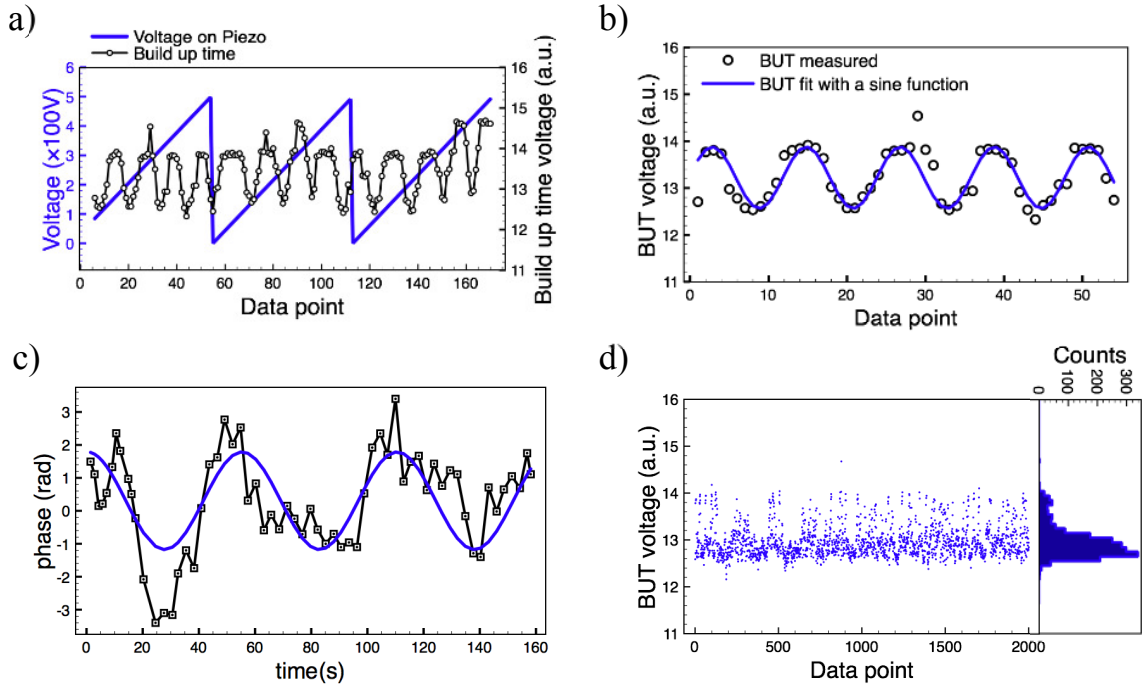 a)
Voltage on Piezo
Build up time
Voltage (×100V)
6
5
4
3
2
1
0
16
15
14
13
12
11
Build up time voltage (a.u.)
0 20 40 60 80 100 120 140 160
Data point
b)
BUT measured
BUT fit with a sine function
BUT voltage (a.u.)
16
15
14
13
12
11
0 10 20 30 40 50
Data point
c)
phase (rad)
3
2
1
0
-1
-2
-3
0 20 40 60 80 100 120 140 160
time(s)
d)
Counts
0 100 200 300
BUT voltage (a.u.)
16
15
14
13
12
11
0 500 1000 1500 2000
Data point